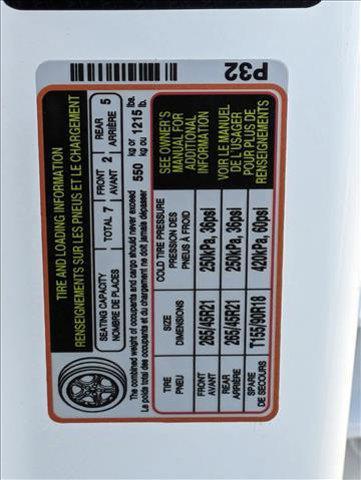 P32
TIRE AND LOADING INFORMATION
RENSEIGNEMENTS SUR LES PNEUS ET LE CHARGEMENT
SEATING CAPACITY
NOMBRE DE PLACES
TOTAL 7
FRONT 2
AVANT
REAR 5
ARRIÈRE
The combined weight of occupants and cargo should never exceed
Le poids total des occupants et du chargement ne doit jamais dépasser
550 kg or 1215 lbs.
kg ou lb.
TIRE
PNEU
SIZE
DIMENSIONS
COLD TIRE PRESSURE
PRESSION DES
PNEUS À FROID
FRONT
AVANT
265/45R21
250kPa, 36psi
REAR
ARRIÈRE
265/45R21
250kPa, 36psi
SPARE
DE SECOURS
T155/90R18
420kPa, 60psi
SEE OWNER'S
MANUAL FOR
ADDITIONAL
INFORMATION
VOIR LE MANUEL
DE L'USAGER
POUR PLUS DE
RENSEIGNEMENTS